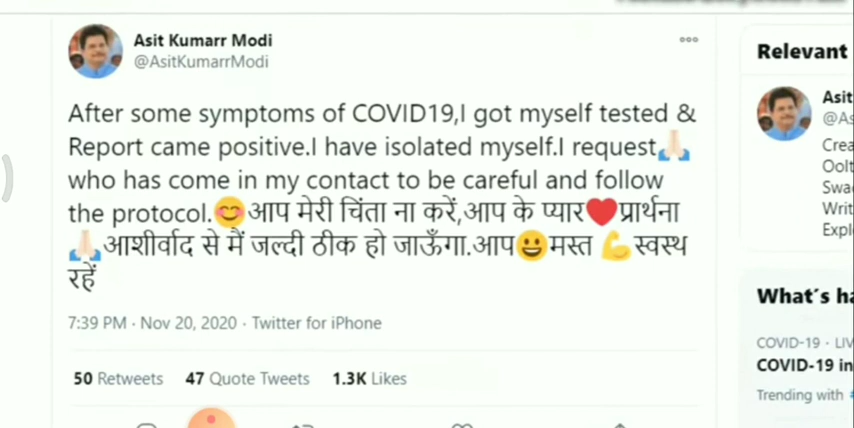 Asit Kumarr Modi
@AsitKumarrModi
After some symptoms of COVID19,I got myself tested &
Report came positive.I have isolated myself.I request🙏🏻
who has come in my contact to be careful and follow
the protocol.😊आप मेरी चिंता ना करें,आप के प्यार❤️प्रार्थना
🙏🏻आशीर्वाद से मैं जल्दी ठीक हो जाऊँगा.आप😀मस्त 💪स्वस्थ
रहें
7:39 PM · Nov 20, 2020 · Twitter for iPhone
50 Retweets 47 Quote Tweets 1.3K Likes
Relevant
Asit
@As
Crea
Oolt
Swa
Writ
Expl
What's ha
COVID-19 · LIV
COVID-19 in
Trending with